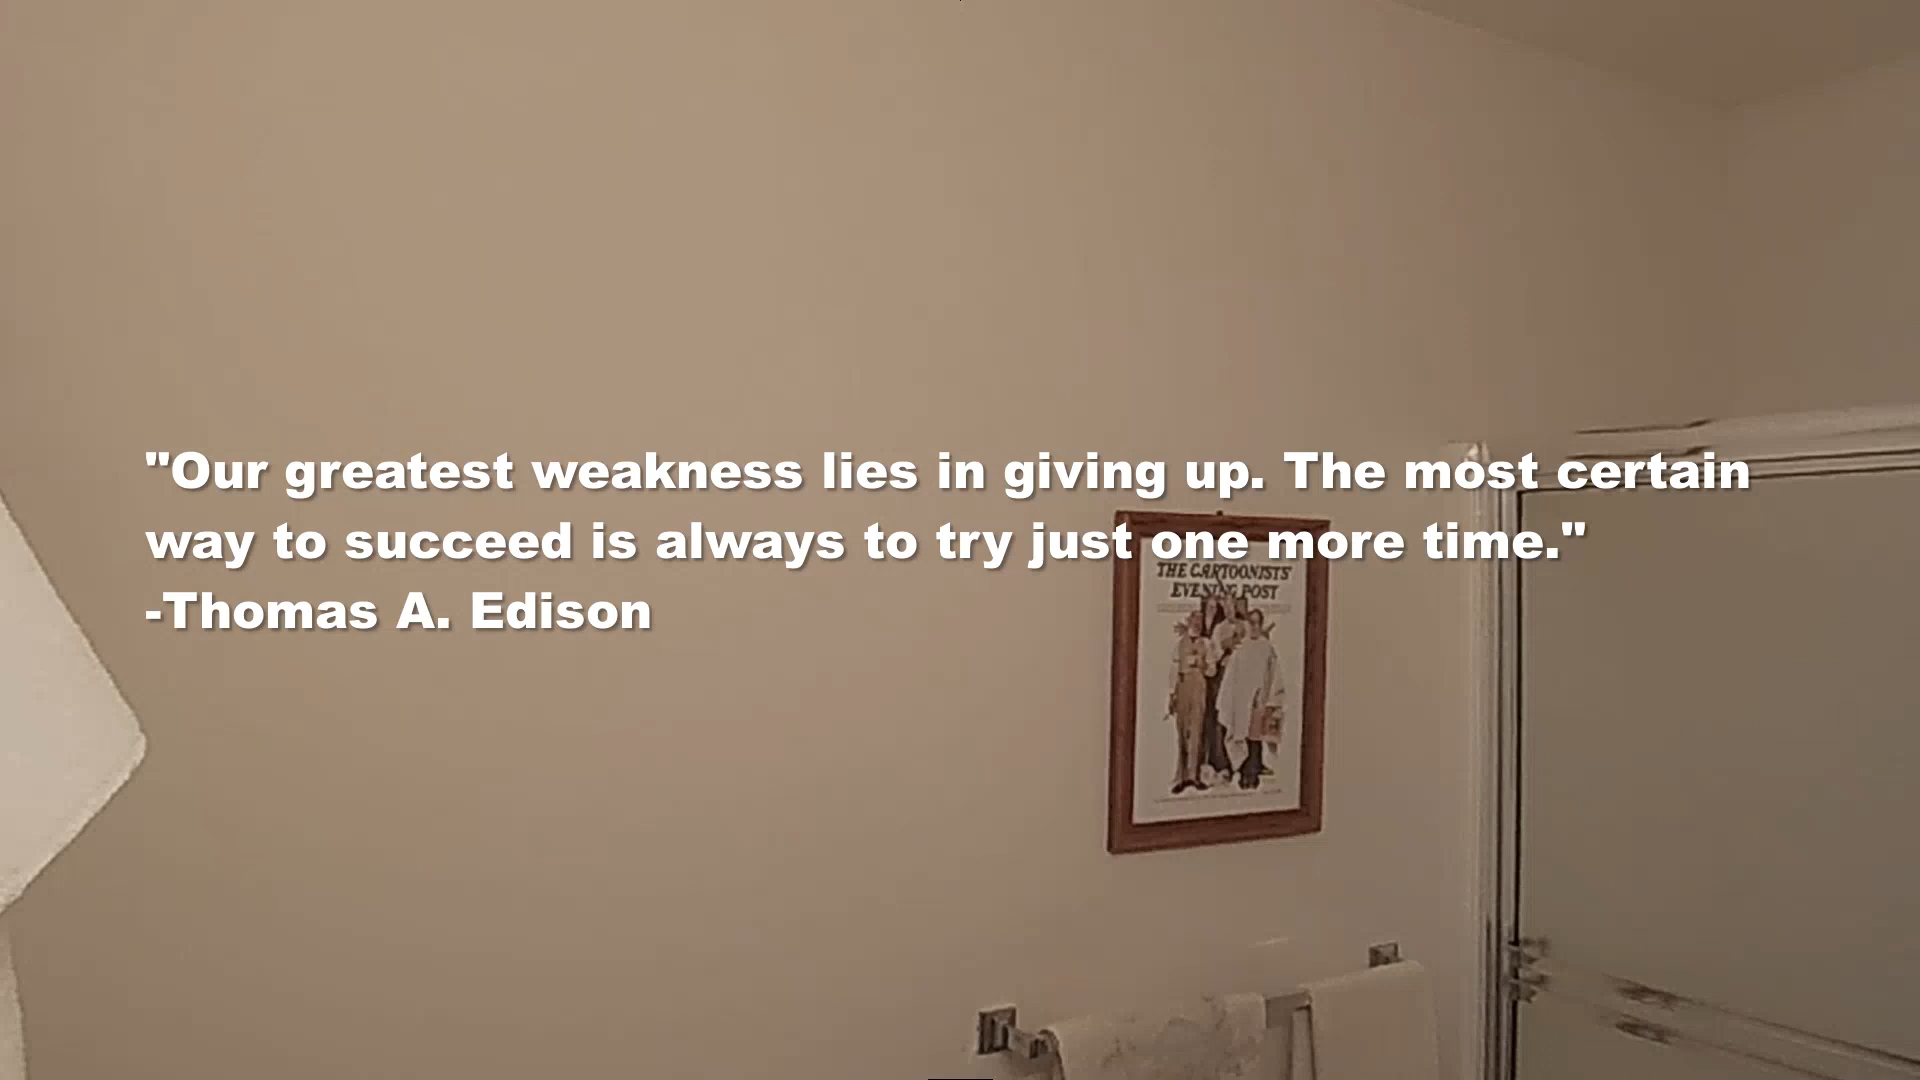 "Our greatest weakness lies in giving up. The most certain
way to succeed is always to try just one more time."
-Thomas A. Edison
THE CARTOONISTS'
EVENING POST